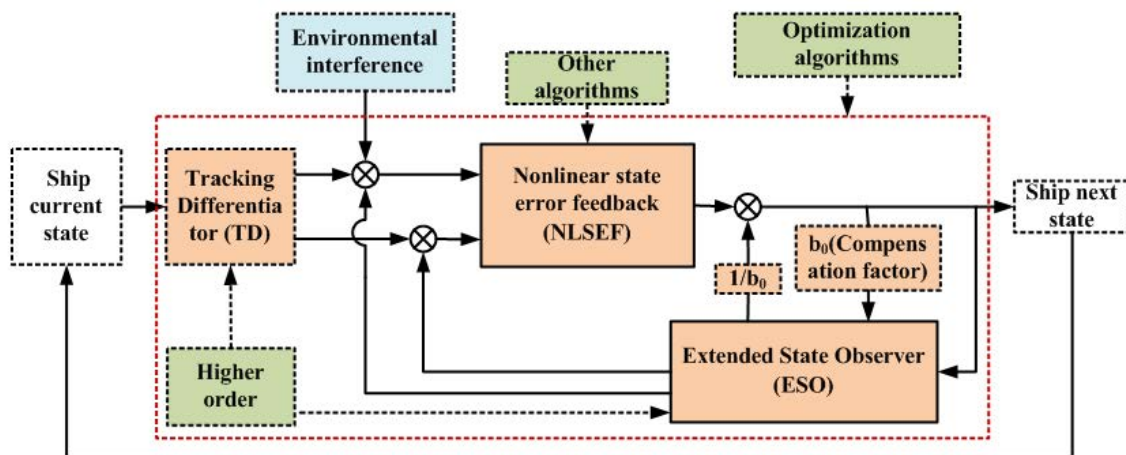 Environmental
interference
Optimization
algorithms
Other
algorithms
Ship
current
state
Tracking
Differentia
tor (TD)
Nonlinear state
error feedback
(NLSEF)
Ship next
state
b₀(Compens
ation factor)
1/b₀
Higher
order
Extended State Observer
(ESO)